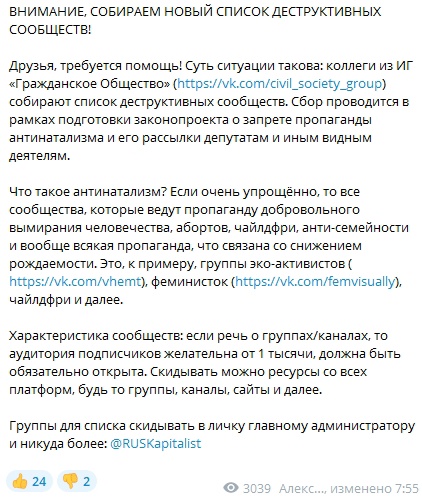 ВНИМАНИЕ, СОБИРАЕМ НОВЫЙ СПИСОК ДЕСТРУКТИВНЫХ
СООБЩЕСТВ!
Друзья, требуется помощь! Суть ситуации такова: коллеги из ИГ
«Гражданское Общество» (https://vk.com/civil_society_group)
собирают список деструктивных сообществ. Сбор проводится в
рамках подготовки законопроекта о запрете пропаганды
антинатализма и его рассылки депутатам и иным видным
деятелям.
Что такое антинатализм? Если очень упрощённо, то все
сообщества, которые ведут пропаганду добровольного
вымирания человечества, абортов, чайлдфри, анти-семейности
и вообще всякая пропаганда, что связана со снижением
рождаемости. Это, к примеру, группы эко-активистов (
https://vk.com/vhemt), феминисток (https://vk.com/femvisually),
чайлдфри и далее.
Характеристика сообществ: если речь о группах/каналах, то
аудитория подписчиков желательна от 1 тысячи, должна быть
обязательно открыта. Скидывать можно ресурсы со всех
платформ, будь то группы, каналы, сайты и далее.
Группы для списка скидывать в личку главному администратору
и никуда более: @RUSKapitalist
👍 24 👎 2
3039 Алекс..., изменено 7:55